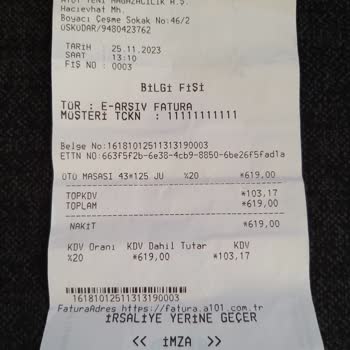 YENİ MAĞAZACILIK A.Ş.
Hacıevhat Mh.
Boyacı Çeşme Sokak No:46/2
ÜSKÜDAR/9480423762
TARİH 25.11.2023
SAAT 13:10
FİŞ NO : 0003
BİLGİ FİŞİ
TÜR : E-ARŞİV FATURA
MÜŞTERİ TCKN : 11111111111
Belge No:16181012511313190003
ETTN NO:663f5f2b-6e38-4cb9-8850-6be26f5fad1a
ÜTÜ MASASI 43*125 JU %20 *619,00
TOPKDV *103,17
TOPLAM *619,00
NAKİT *619,00
KDV Oranı KDV Dahil Tutar KDV
%20 *619,00 *103,17
16181012511313190003
FaturaAdres https://fatura.a101.com.tr
İRSALİYE YERİNE GEÇER
<< İMZA >>